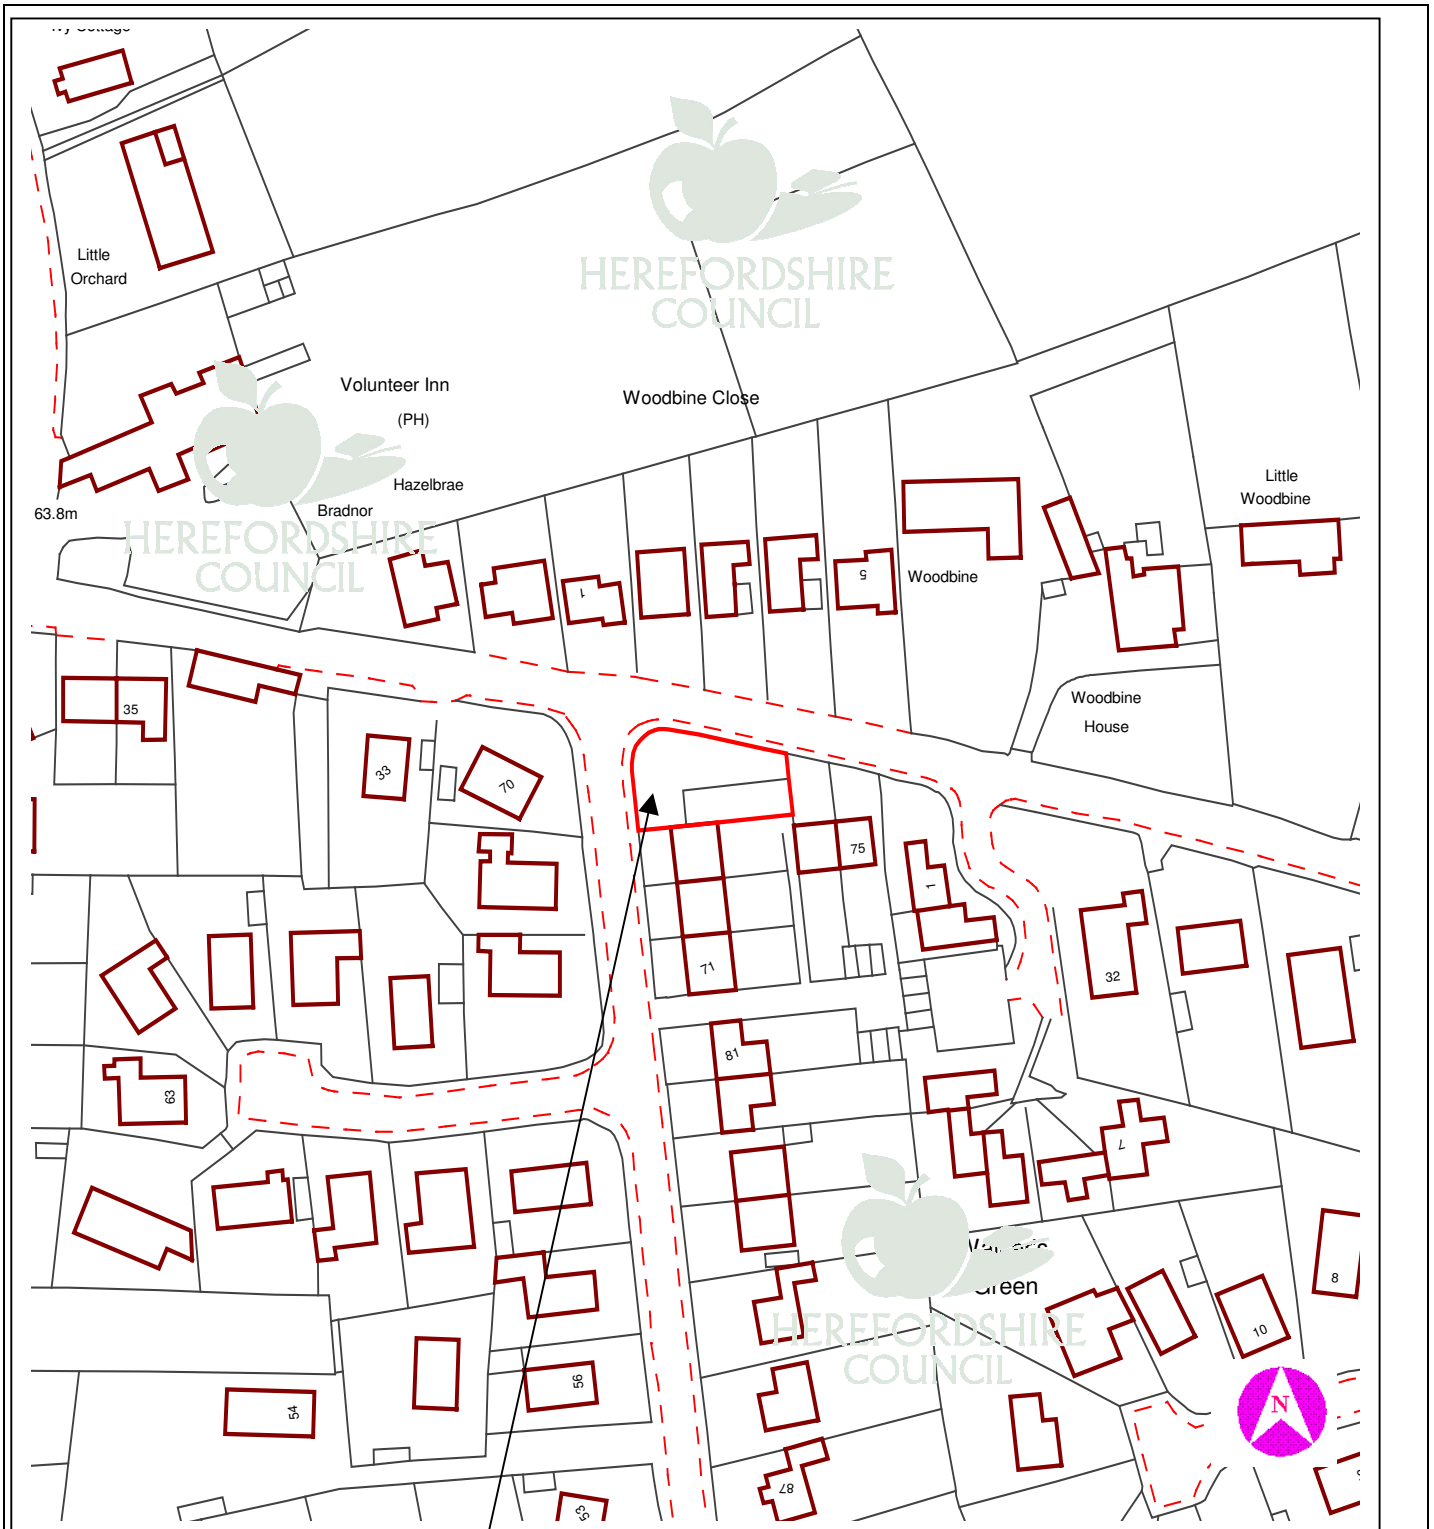 HEREFORDSHIRE
COUNCIL
Little
Orchard
Volunteer Inn
(PH)
Woodbine Close
Hazelbrae
Bradnor
63.8m
HEREFORDSHIRE
COUNCIL
Little
Woodbine
1
5
Woodbine
Woodbine
House
35
33
70
75
1
71
32
81
63
7
Green
8
10
HEREFORDSHIRE
COUNCIL
56
54
N
87
53